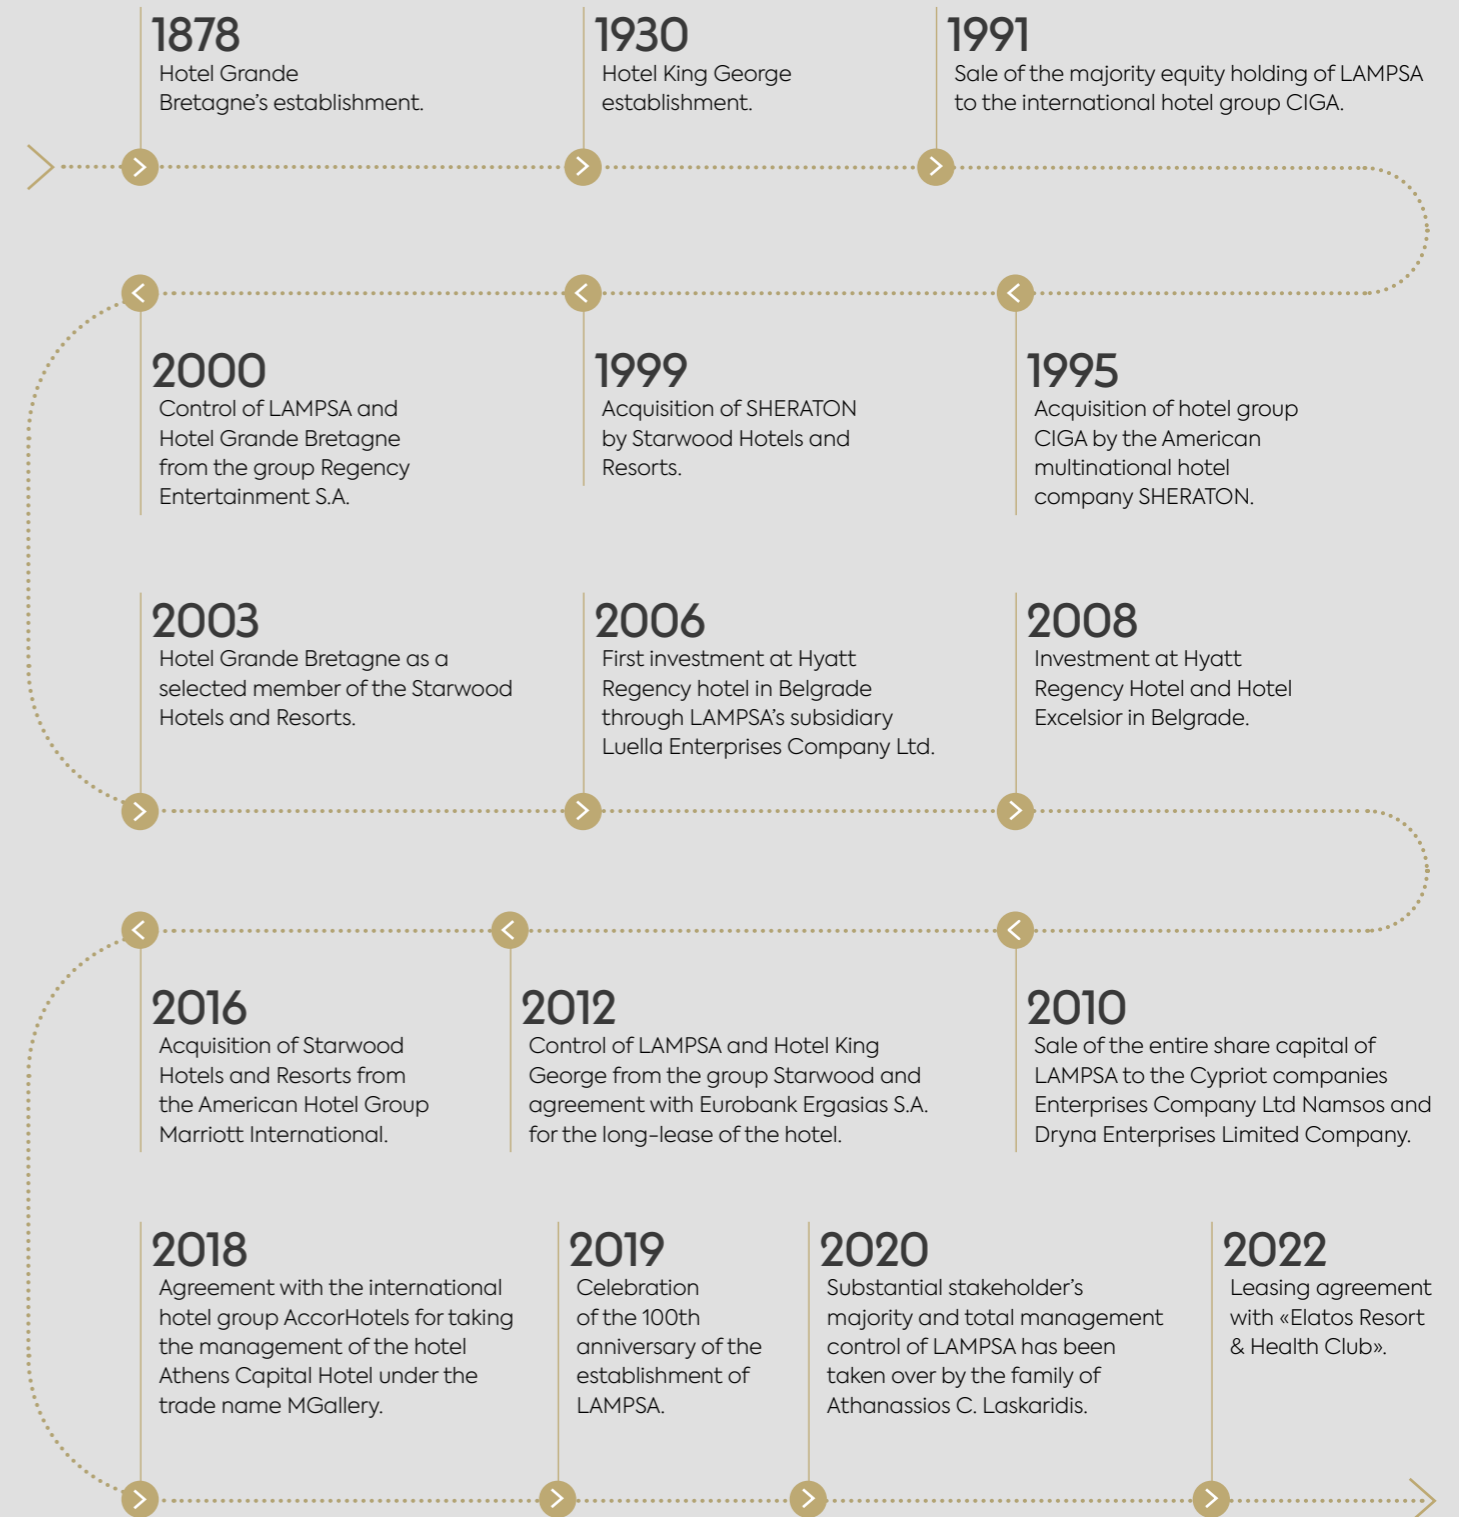 1878
Hotel Grande
Bretagne's establishment.
1930
Hotel King George
establishment.
1991
Sale of the majority equity holding of LAMPSA
to the international hotel group CIGA.
1995
Acquisition of hotel group
CIGA by the American
multinational hotel
company SHERATON.
1999
Acquisition of SHERATON
by Starwood Hotels and
Resorts.
2000
Control of LAMPSA and
Hotel Grande Bretagne
from the group Regency
Entertainment S.A.
2003
Hotel Grande Bretagne as a
selected member of the Starwood
Hotels and Resorts.
2006
First investment at Hyatt
Regency hotel in Belgrade
through LAMPSA's subsidiary
Luella Enterprises Company Ltd.
2008
Investment at Hyatt
Regency Hotel and Hotel
Excelsior in Belgrade.
2010
Sale of the entire share capital of
LAMPSA to the Cypriot companies
Enterprises Company Ltd Namsos and
Dryna Enterprises Limited Company.
2012
Control of LAMPSA and Hotel King
George from the group Starwood and
agreement with Eurobank Ergasias S.A.
for the long-lease of the hotel.
2016
Acquisition of Starwood
Hotels and Resorts from
the American Hotel Group
Marriott International.
2018
Agreement with the international
hotel group AccorHotels for taking
the management of the hotel
Athens Capital Hotel under the
trade name MGallery.
2019
Celebration
of the 100th
anniversary of the
establishment of
LAMPSA.
2020
Substantial stakeholder's
majority and total management
control of LAMPSA has been
taken over by the family of
Athanassios C. Laskaridis.
2022
Leasing agreement
with «Elatos Resort
& Health Club».